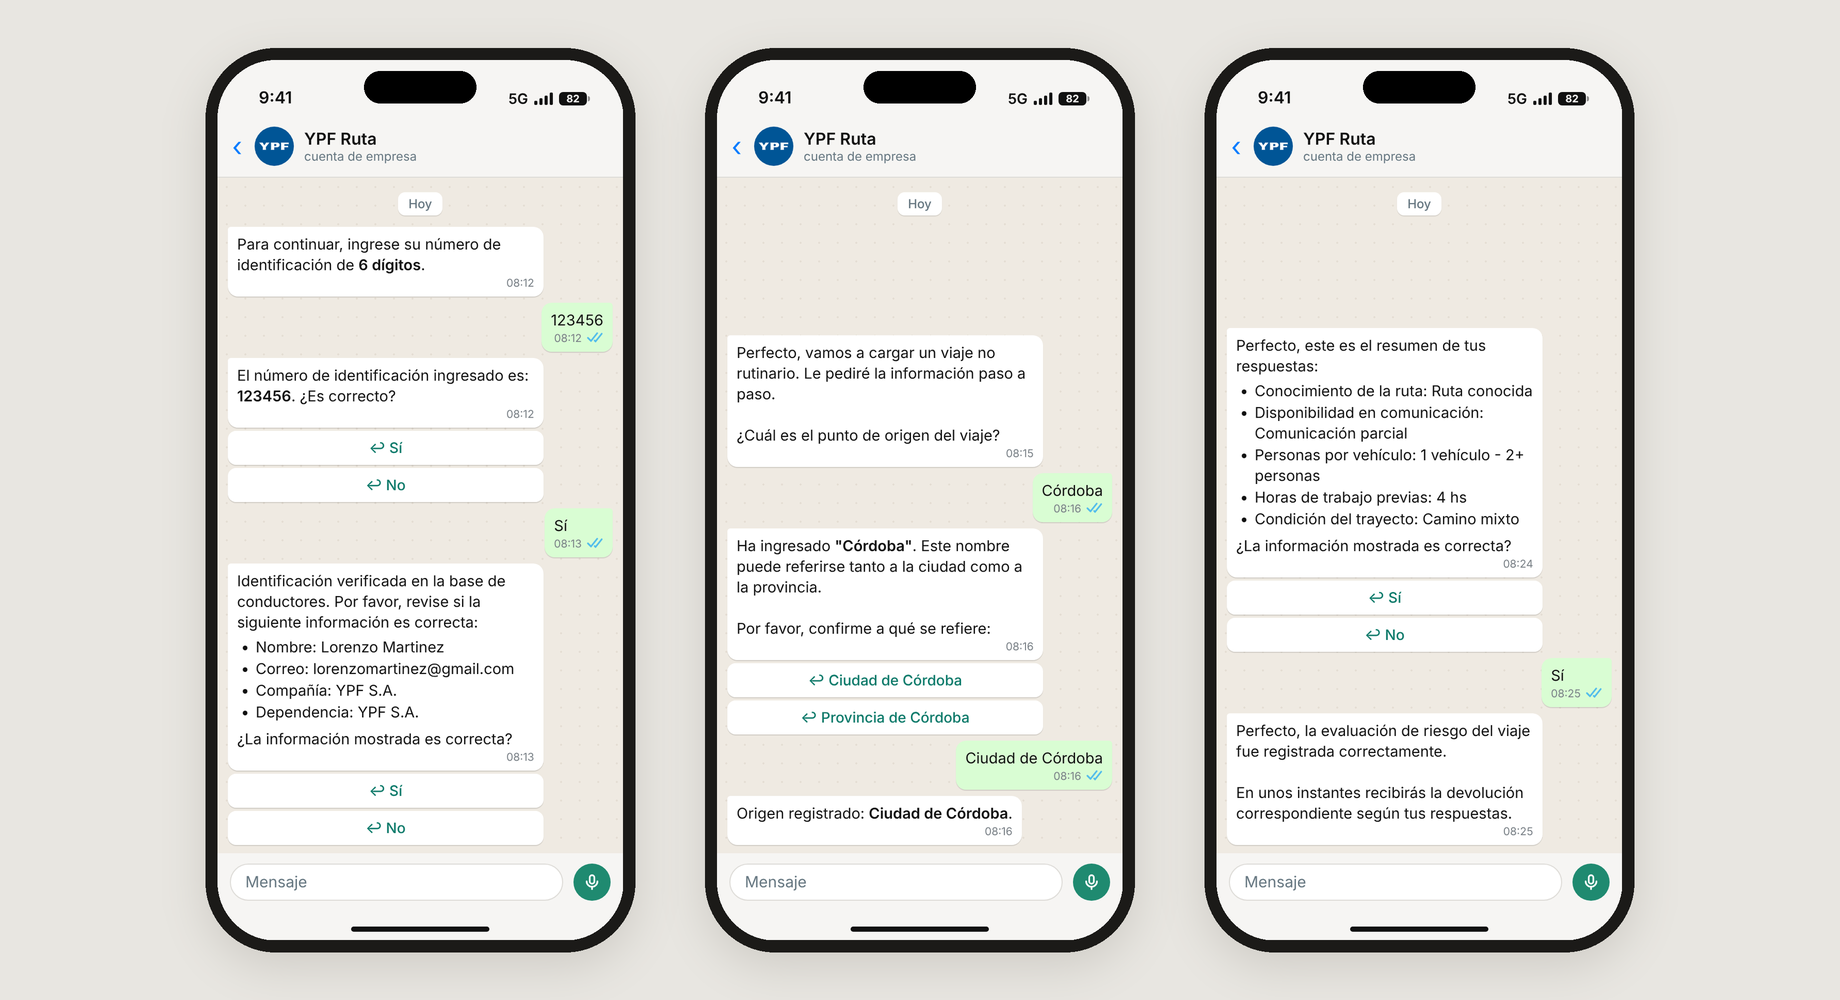 9:41
5G
82
YPF
YPF Ruta
cuenta de empresa
Hoy
Para continuar, ingrese su número de
identificación de 6 dígitos.
08:12
123456
08:12
El número de identificación ingresado es:
123456. ¿Es correcto?
08:12
Sí
No
Sí
08:13
Identificación verificada en la base de
conductores. Por favor, revise si la
siguiente información es correcta:
• Nombre: Lorenzo Martinez
• Correo: lorenzomartinez@gmail.com
• Compañía: YPF S.A.
• Dependencia: YPF S.A.
¿La información mostrada es correcta?
08:13
Sí
No
Mensaje
9:41
5G
82
YPF
YPF Ruta
cuenta de empresa
Hoy
Perfecto, vamos a cargar un viaje no
rutinario. Le pediré la información paso a
paso.
¿Cuál es el punto de origen del viaje?
08:15
Córdoba
08:16
Ha ingresado "Córdoba". Este nombre
puede referirse tanto a la ciudad como a
la provincia.
Por favor, confirme a qué se refiere:
08:16
Ciudad de Córdoba
Provincia de Córdoba
Ciudad de Córdoba
08:16
Origen registrado: Ciudad de Córdoba.
08:16
Mensaje
9:41
5G
82
YPF
YPF Ruta
cuenta de empresa
Hoy
Perfecto, este es el resumen de tus
respuestas:
• Conocimiento de la ruta: Ruta conocida
• Disponibilidad en comunicación:
Comunicación parcial
• Personas por vehículo: 1 vehículo - 2+
personas
• Horas de trabajo previas: 4 hs
• Condición del trayecto: Camino mixto
¿La información mostrada es correcta?
08:24
Sí
No
Sí
08:25
Perfecto, la evaluación de riesgo del viaje
fue registrada correctamente.
En unos instantes recibirás la devolución
correspondiente según tus respuestas.
08:25
Mensaje